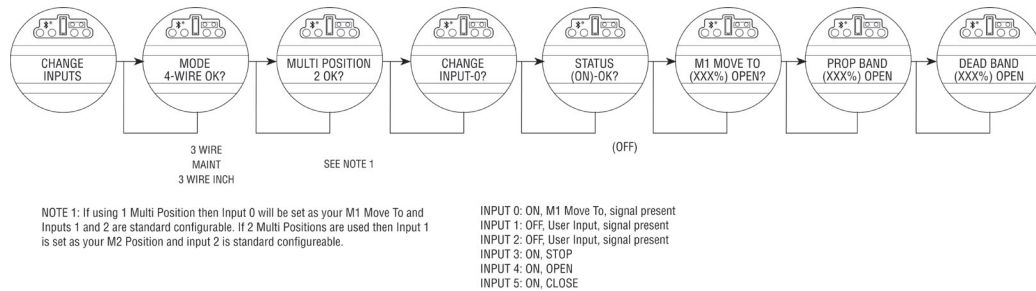 CHANGE
INPUTS
MODE
4-WIRE OK?
MULTI POSITION
2 OK?
CHANGE
INPUT-0?
STATUS
(ON)-OK?
M1 MOVE TO
(XXX%) OPEN?
PROP BAND
(XXX%) OPEN
DEAD BAND
(XXX%) OPEN
3 WIRE
MAINT
3 WIRE INCH
SEE NOTE 1
(OFF)
NOTE 1: If using 1 Multi Position then Input 0 will be set as your M1 Move To and
Inputs 1 and 2 are standard configurable. If 2 Multi Positions are used then Input 1
is set as your M2 Position and input 2 is standard configureable.
INPUT 0: ON, M1 Move To, signal present
INPUT 1: OFF, User Input, signal present
INPUT 2: OFF, User Input, signal present
INPUT 3: ON, STOP
INPUT 4: ON, OPEN
INPUT 5: ON, CLOSE